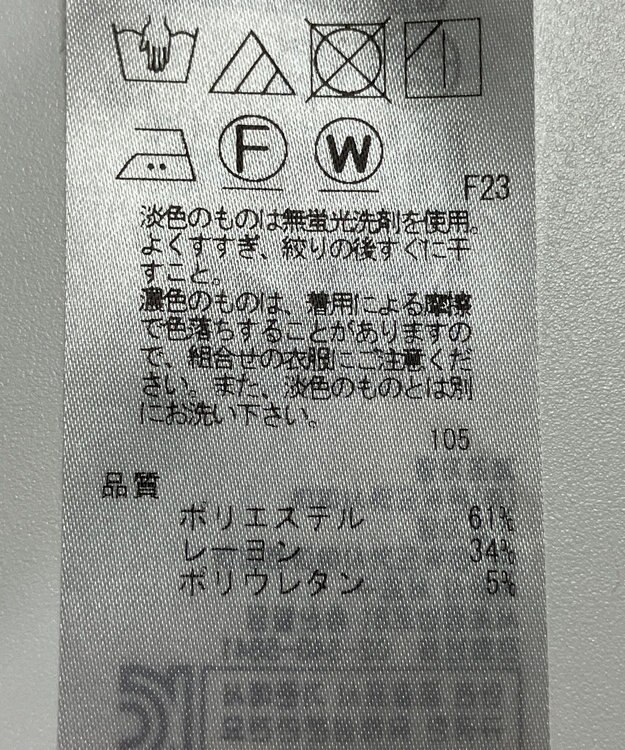 F
W
F23
淡色のものは無蛍光洗剤を使用。
よくすすぎ、絞りの後すぐに干
すこと。
濃色のものは、着用による摩擦
で色落ちすることがありますの
で、組合せの衣服にご注意くだ
さい。また、淡色のものとは別
にお洗い下さい。
105
品質
ポリエステル 61%
レーヨン 34%
ポリウレタン 5%